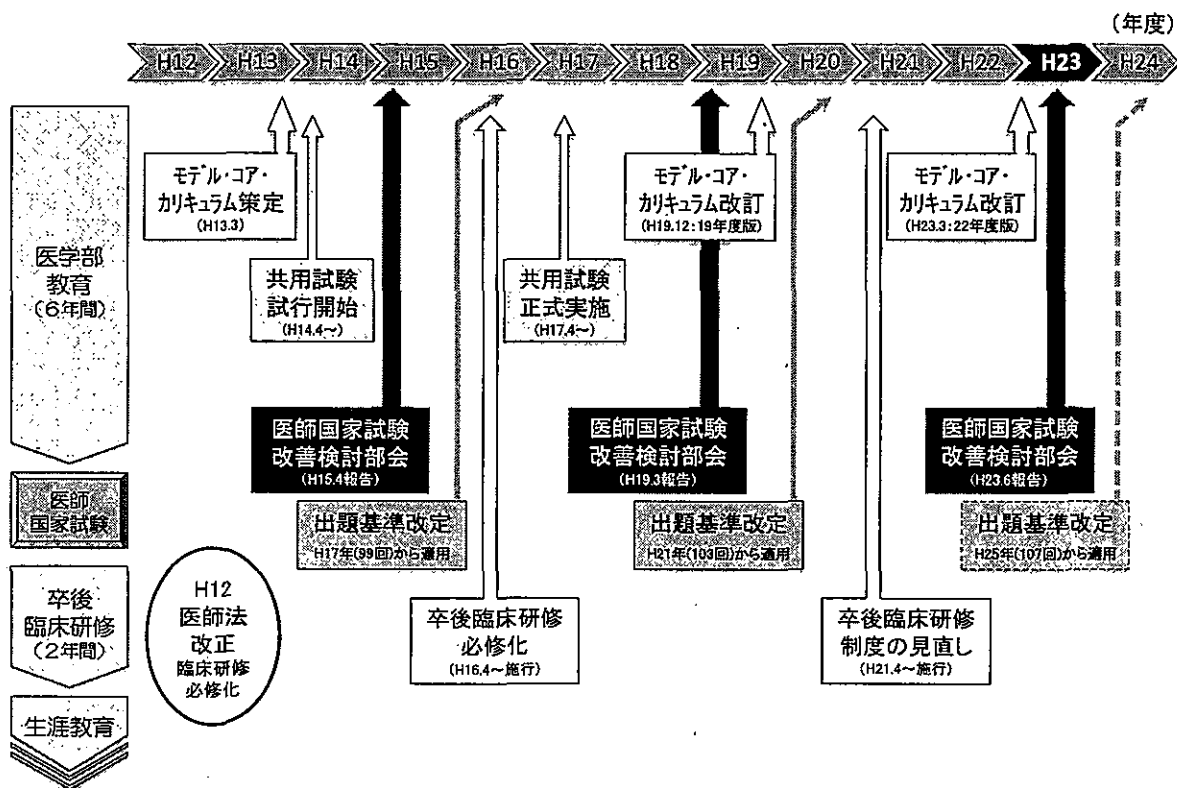 (年度)
H12 H13 H14 H15 H16 H17 H18 H19 H20 H21 H22 H23 H24
医学部
教育
(6年間)
モデル・コア・
カリキュラム策定
(H13.3)
共用試験
試行開始
(H14.4～)
共用試験
正式実施
(H17.4～)
モデル・コア・
カリキュラム改訂
(H19.12:19年度版)
モデル・コア・
カリキュラム改訂
(H23.3:22年度版)
医師国家試験
改善検討部会
(H15.4報告)
医師国家試験
改善検討部会
(H19.3報告)
医師国家試験
改善検討部会
(H23.6報告)
医師
国家試験
出題基準改定
H17年(99回)から適用
出題基準改定
H21年(103回)から適用
出題基準改定
H25年(107回)から適用
卒後
臨床研修
(2年間)
H12
医師法
改正
臨床研修
必修化
卒後臨床研修
必修化
(H16.4～施行)
卒後臨床研修
制度の見直し
(H21.4～施行)
生涯教育